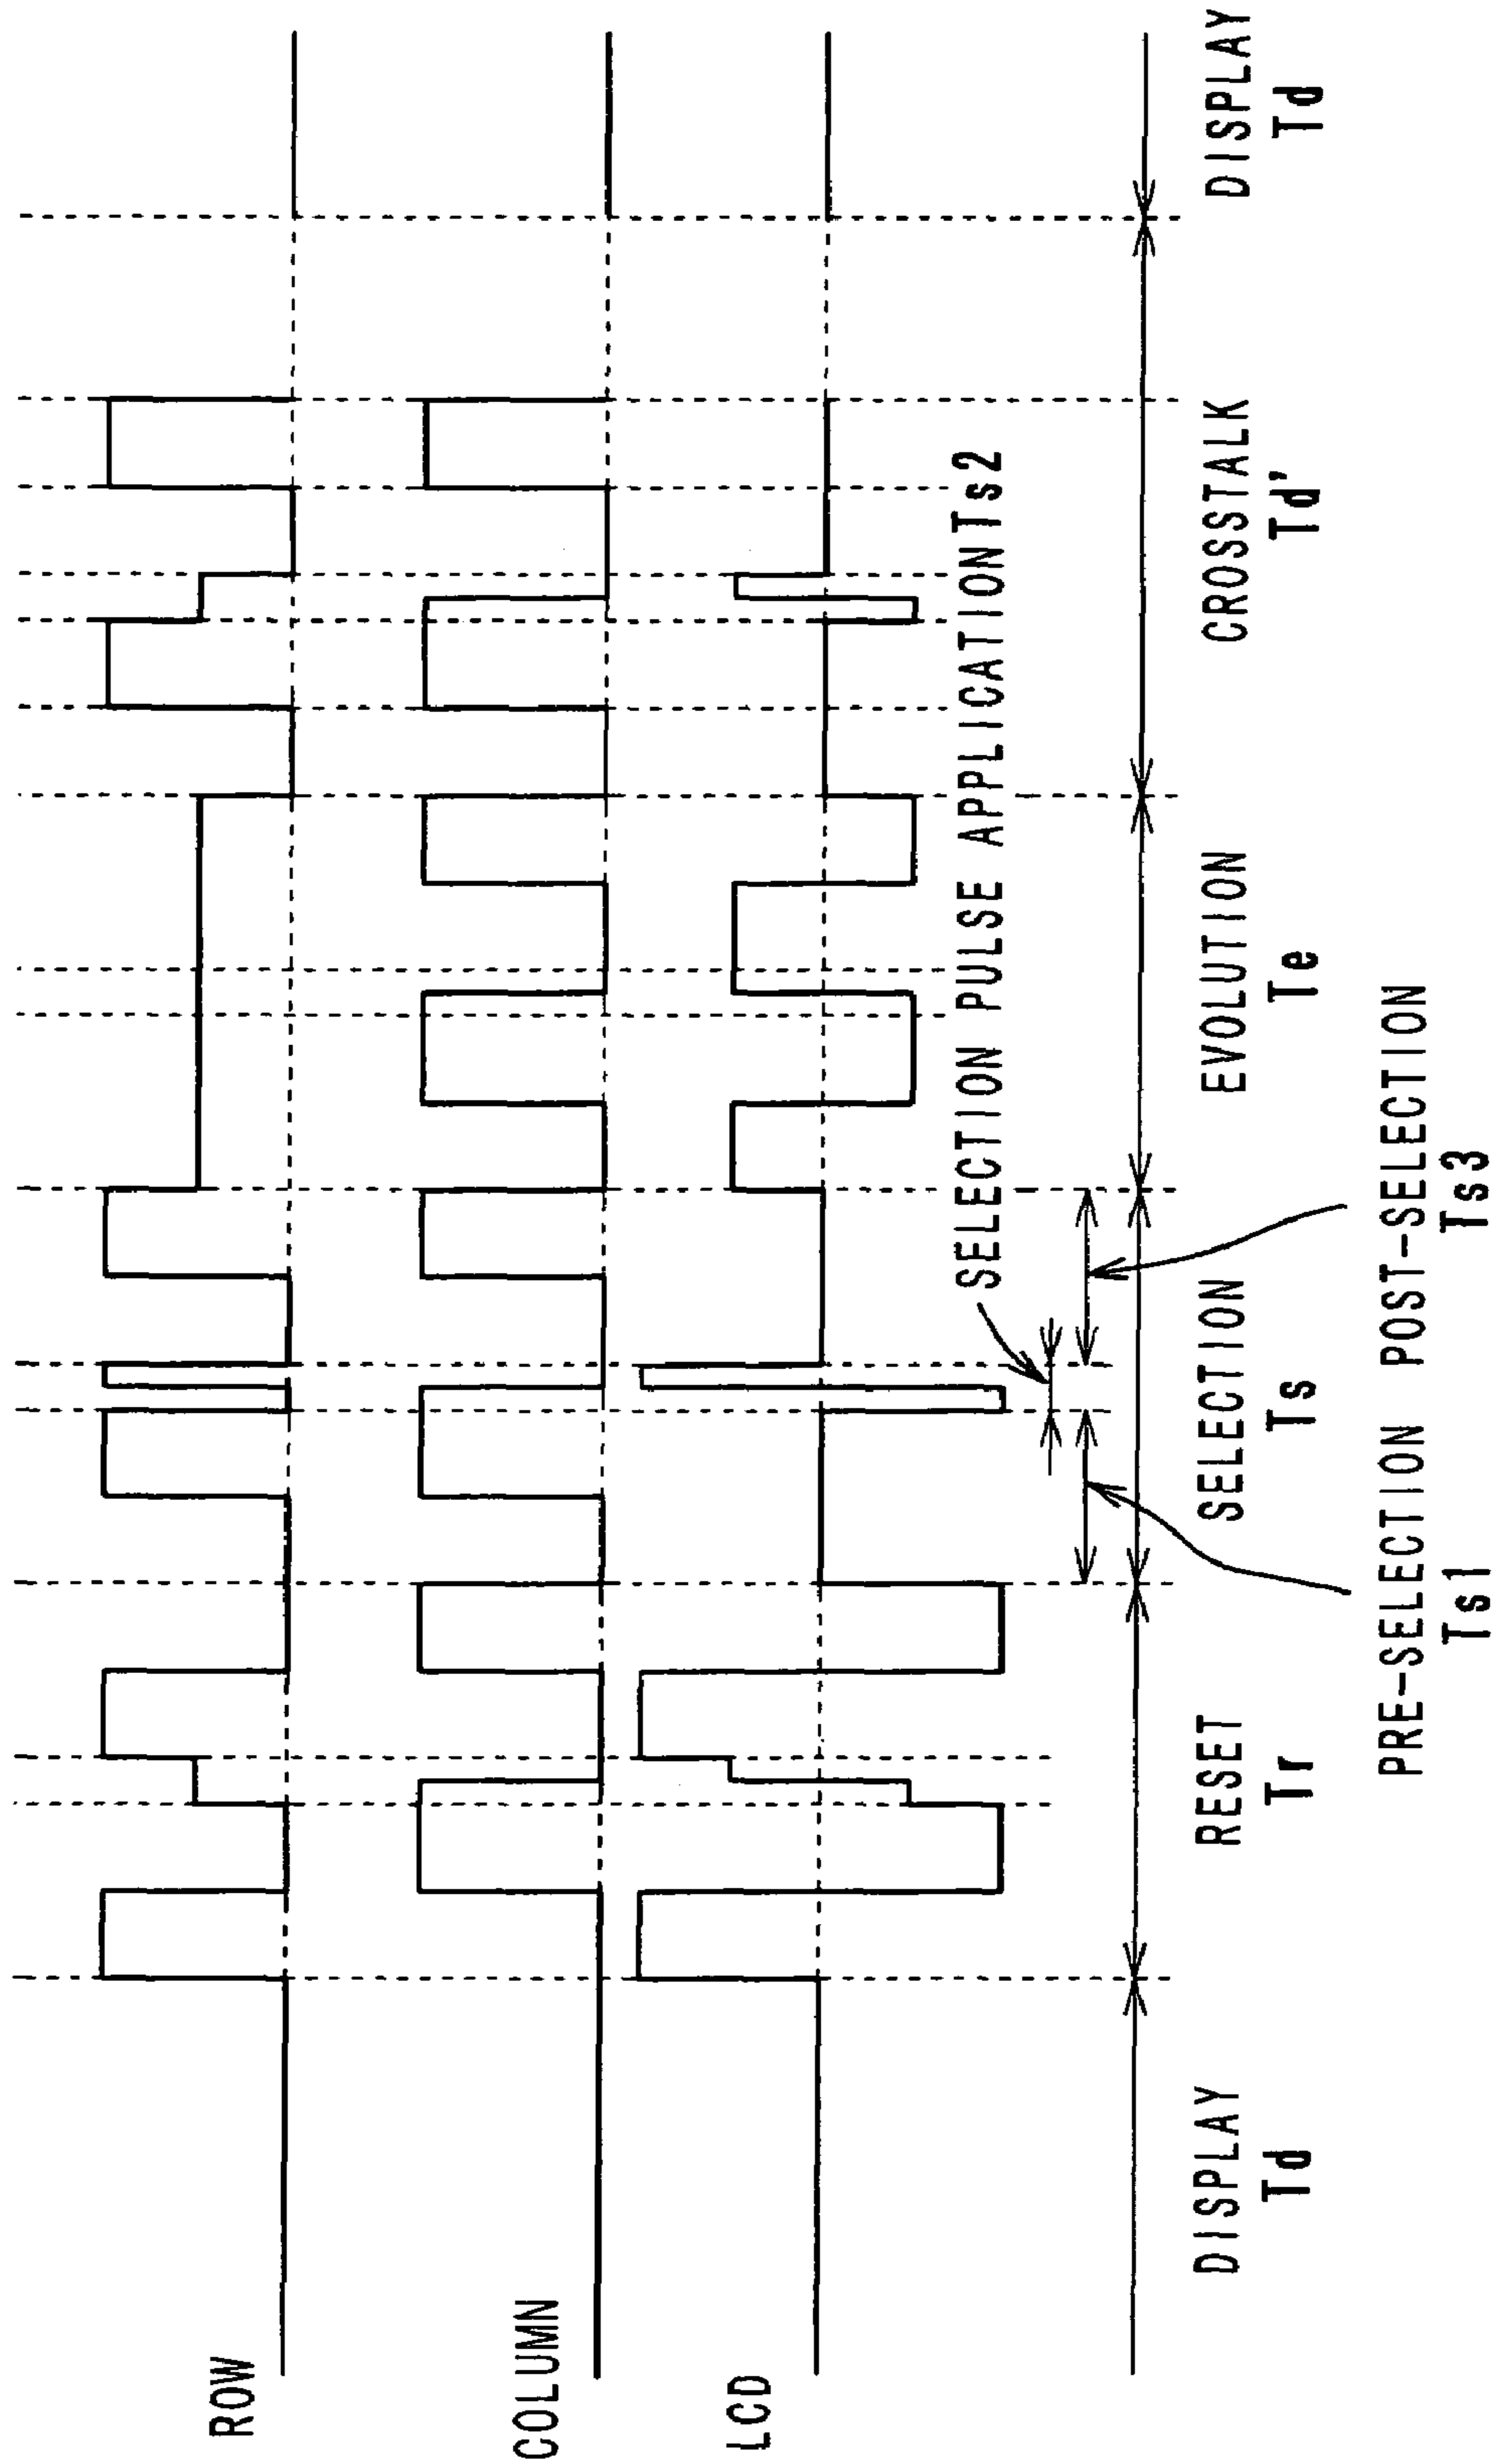 ROW
COLUMN
LCD
SELECTION PULSE APPLICATION Ts2
DISPLAY
Td
RESET
Tr
SELECTION
Ts
EVOLUTION
Te
CROSSTALK
Td'
DISPLAY
Td
PRE-SELECTION
Ts1
POST-SELECTION
Ts3